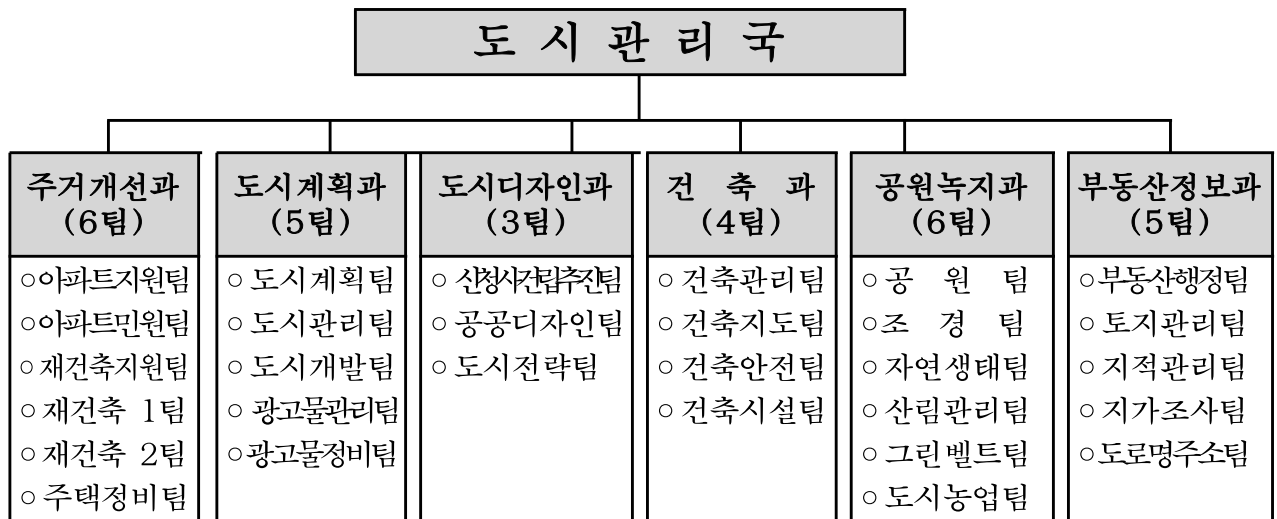 도 시 관 리 국
주거개선과
(6팀)
○아파트지원팀
○아파트민원팀
○재건축지원팀
○재건축 1팀
○재건축 2팀
○주택정비팀
도시계획과
(5팀)
○도시계획팀
○도시관리팀
○도시개발팀
○광고물관리팀
○광고물정비팀
도시디자인과
(3팀)
○신청사건립추진팀
○공공디자인팀
○도시전략팀
건 축 과
(4팀)
○건축관리팀
○건축지도팀
○건축안전팀
○건축시설팀
공원녹지과
(6팀)
○공 원 팀
○조 경 팀
○자연생태팀
○산림관리팀
○그린벨트팀
○도시농업팀
부동산정보과
(5팀)
○부동산행정팀
○토지관리팀
○지적관리팀
○지가조사팀
○도로명주소팀